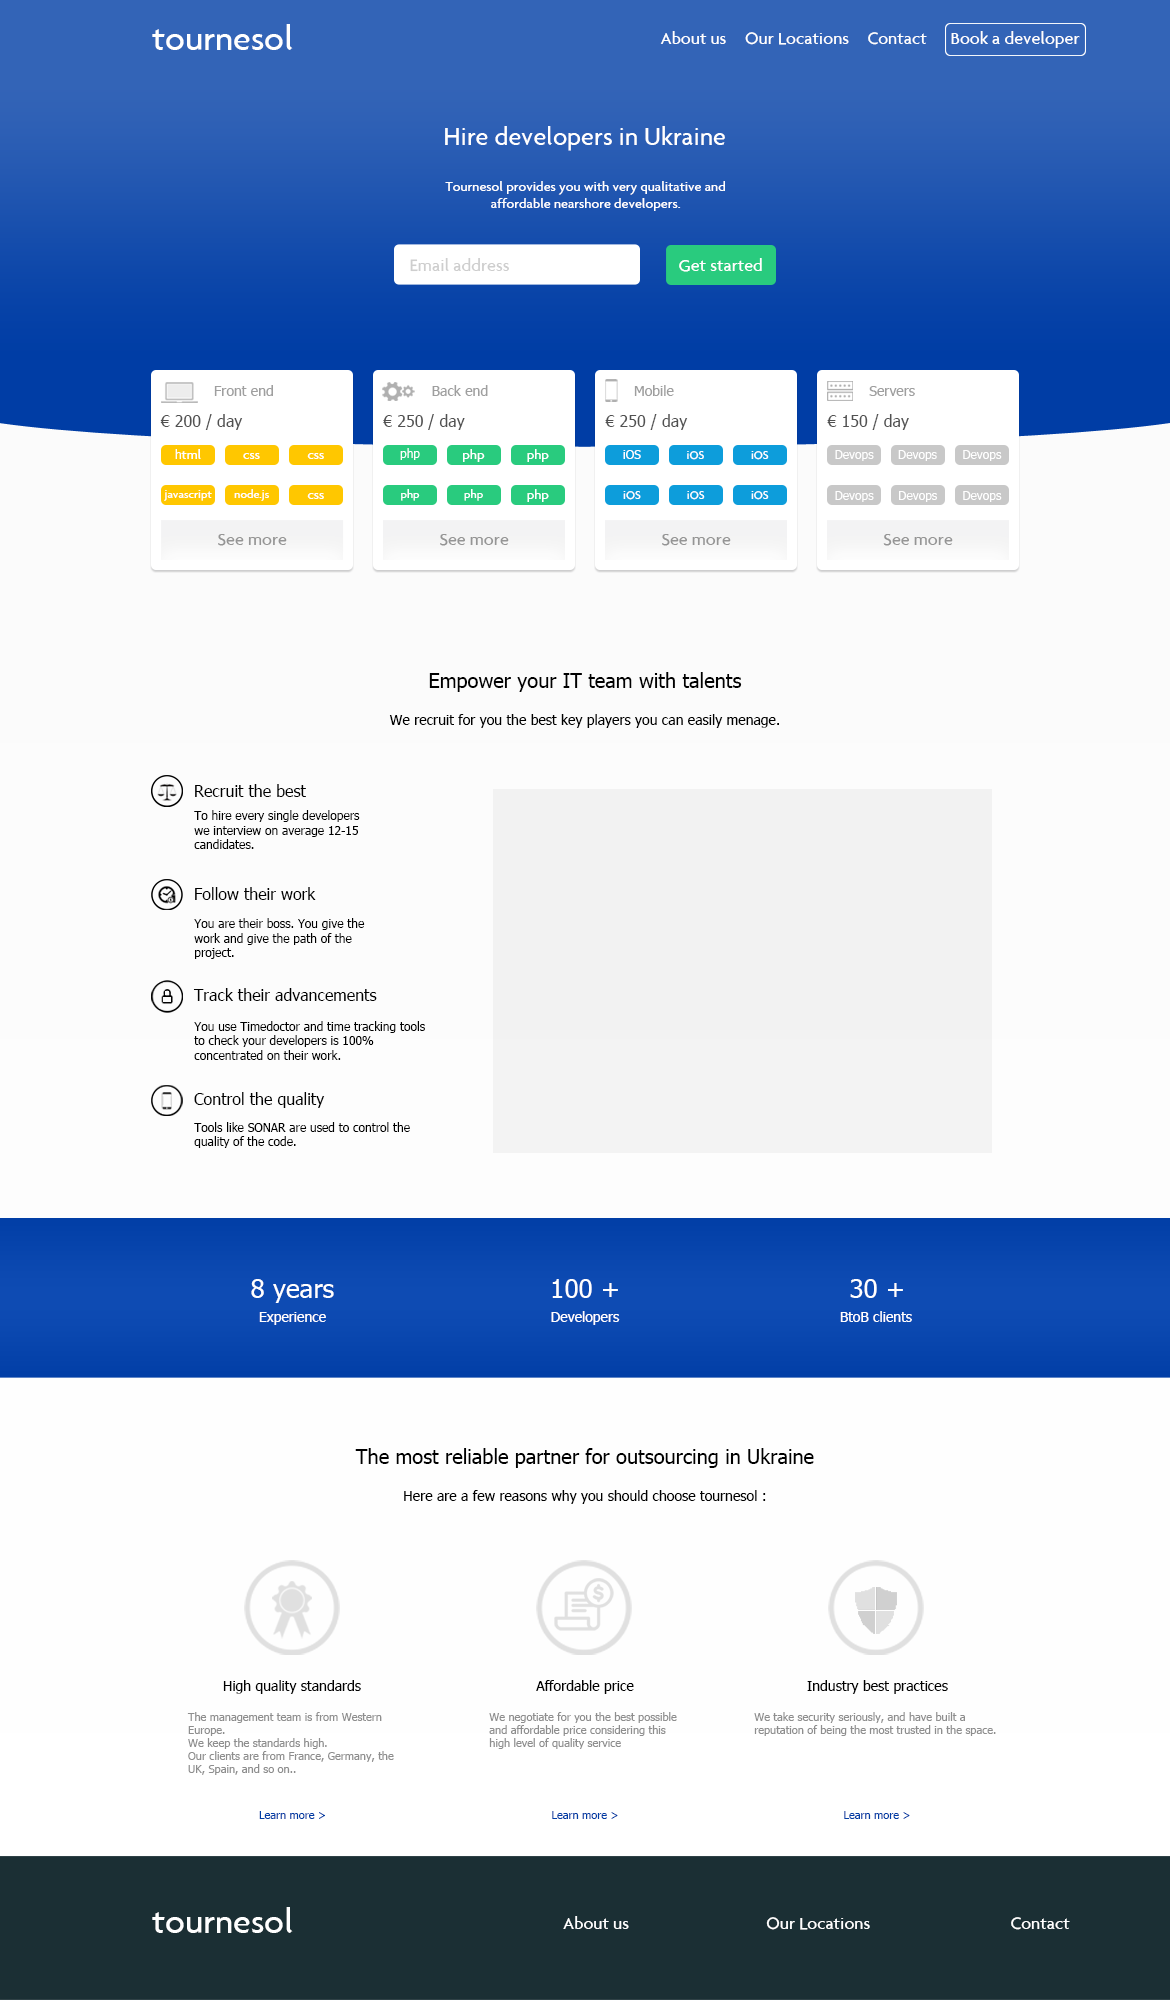 tournesol
About us
Our Locations
Contact
Book a developer
Hire developers in Ukraine
Tournesol provides you with very qualitative and
affordable nearshore developers.
Email address
Get started
Front end
€ 200 / day
html
css
css
javascript
node.js
css
See more
Back end
€ 250 / day
php
php
php
php
php
php
See more
Mobile
€ 250 / day
iOS
iOS
iOS
iOS
iOS
iOS
See more
Servers
€ 150 / day
Devops
Devops
Devops
Devops
Devops
Devops
See more
Empower your IT team with talents
We recruit for you the best key players you can easily menage.
Recruit the best
To hire every single developers
we interview on average 12-15
candidates.
Follow their work
You are their boss. You give the
work and give the path of the
project.
Track their advancements
You use Timedoctor and time tracking tools
to check your developers is 100%
concentrated on their work.
Control the quality
Tools like SONAR are used to control the
quality of the code.
8 years
Experience
100 +
Developers
30 +
BtoB clients
The most reliable partner for outsourcing in Ukraine
Here are a few reasons why you should choose tournesol :
$
High quality standards
The management team is from Western
Europe.
We keep the standards high.
Our clients are from France, Germany, the
UK, Spain, and so on..
Learn more >
Affordable price
We negotiate for you the best possible
and affordable price considering this
high level of quality service
Learn more >
Industry best practices
We take security seriously, and have built a
reputation of being the most trusted in the space.
Learn more >
tournesol
About us
Our Locations
Contact